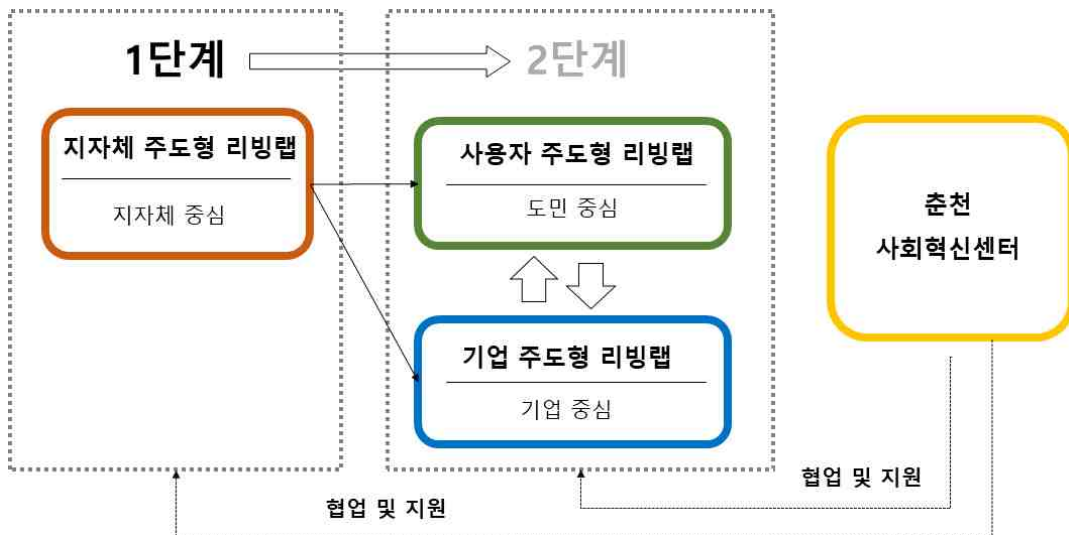 1단계
2단계
지자체 주도형 리빙랩
지자체 중심
사용자 주도형 리빙랩
도민 중심
기업 주도형 리빙랩
기업 중심
춘천
사회혁신센터
협업 및 지원
협업 및 지원